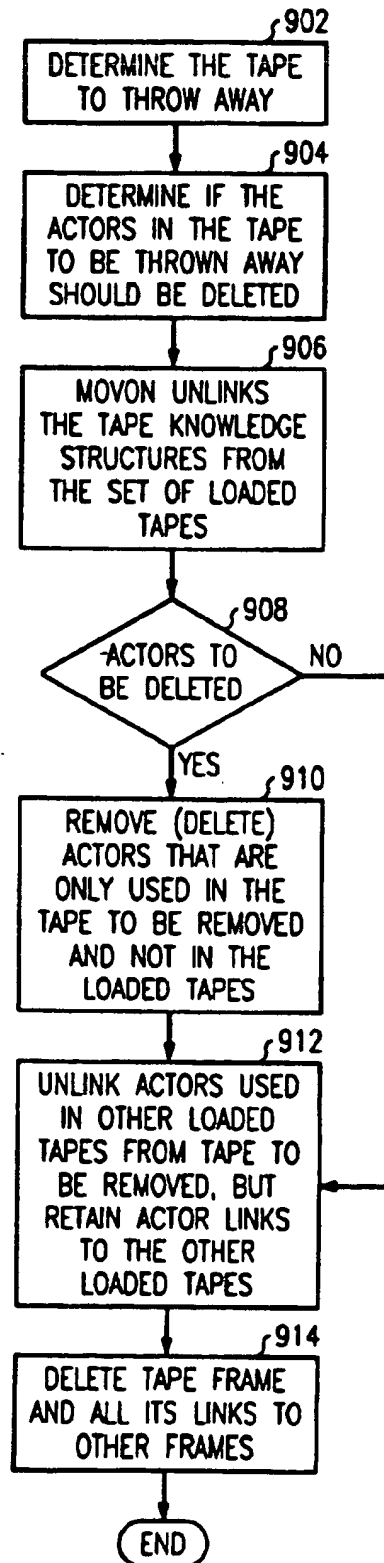 902
DETERMINE THE TAPE
TO THROW AWAY
904
DETERMINE IF THE
ACTORS IN THE TAPE
TO BE THROWN AWAY
SHOULD BE DELETED
906
MOVON UNLINKS
THE TAPE KNOWLEDGE
STRUCTURES FROM
THE SET OF LOADED
TAPES
908
ACTORS TO
BE DELETED
NO
YES
910
REMOVE (DELETE)
ACTORS THAT ARE
ONLY USED IN THE
TAPE TO BE REMOVED
AND NOT IN THE
LOADED TAPES
912
UNLINK ACTORS USED
IN OTHER LOADED
TAPES FROM TAPE TO
BE REMOVED, BUT
RETAIN ACTOR LINKS
TO THE OTHER
LOADED TAPES
914
DELETE TAPE FRAME
AND ALL ITS LINKS TO
OTHER FRAMES
END